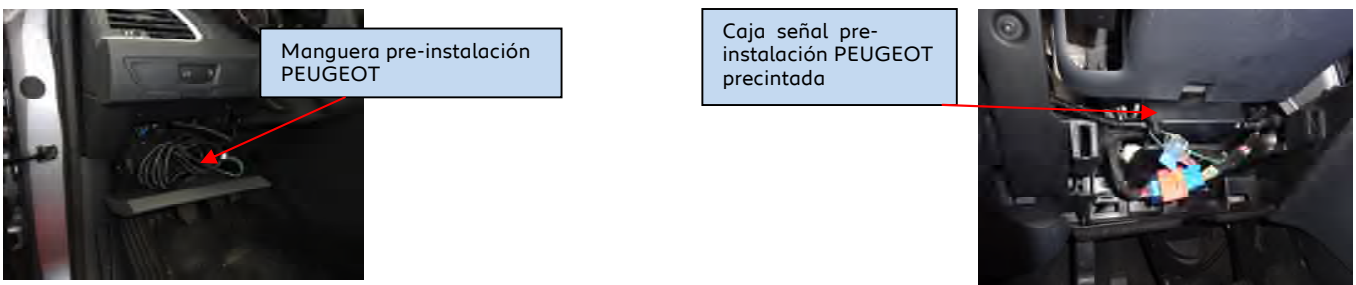 Manguera pre-instalación
PEUGEOT
Caja señal pre-
instalación PEUGEOT
precintada